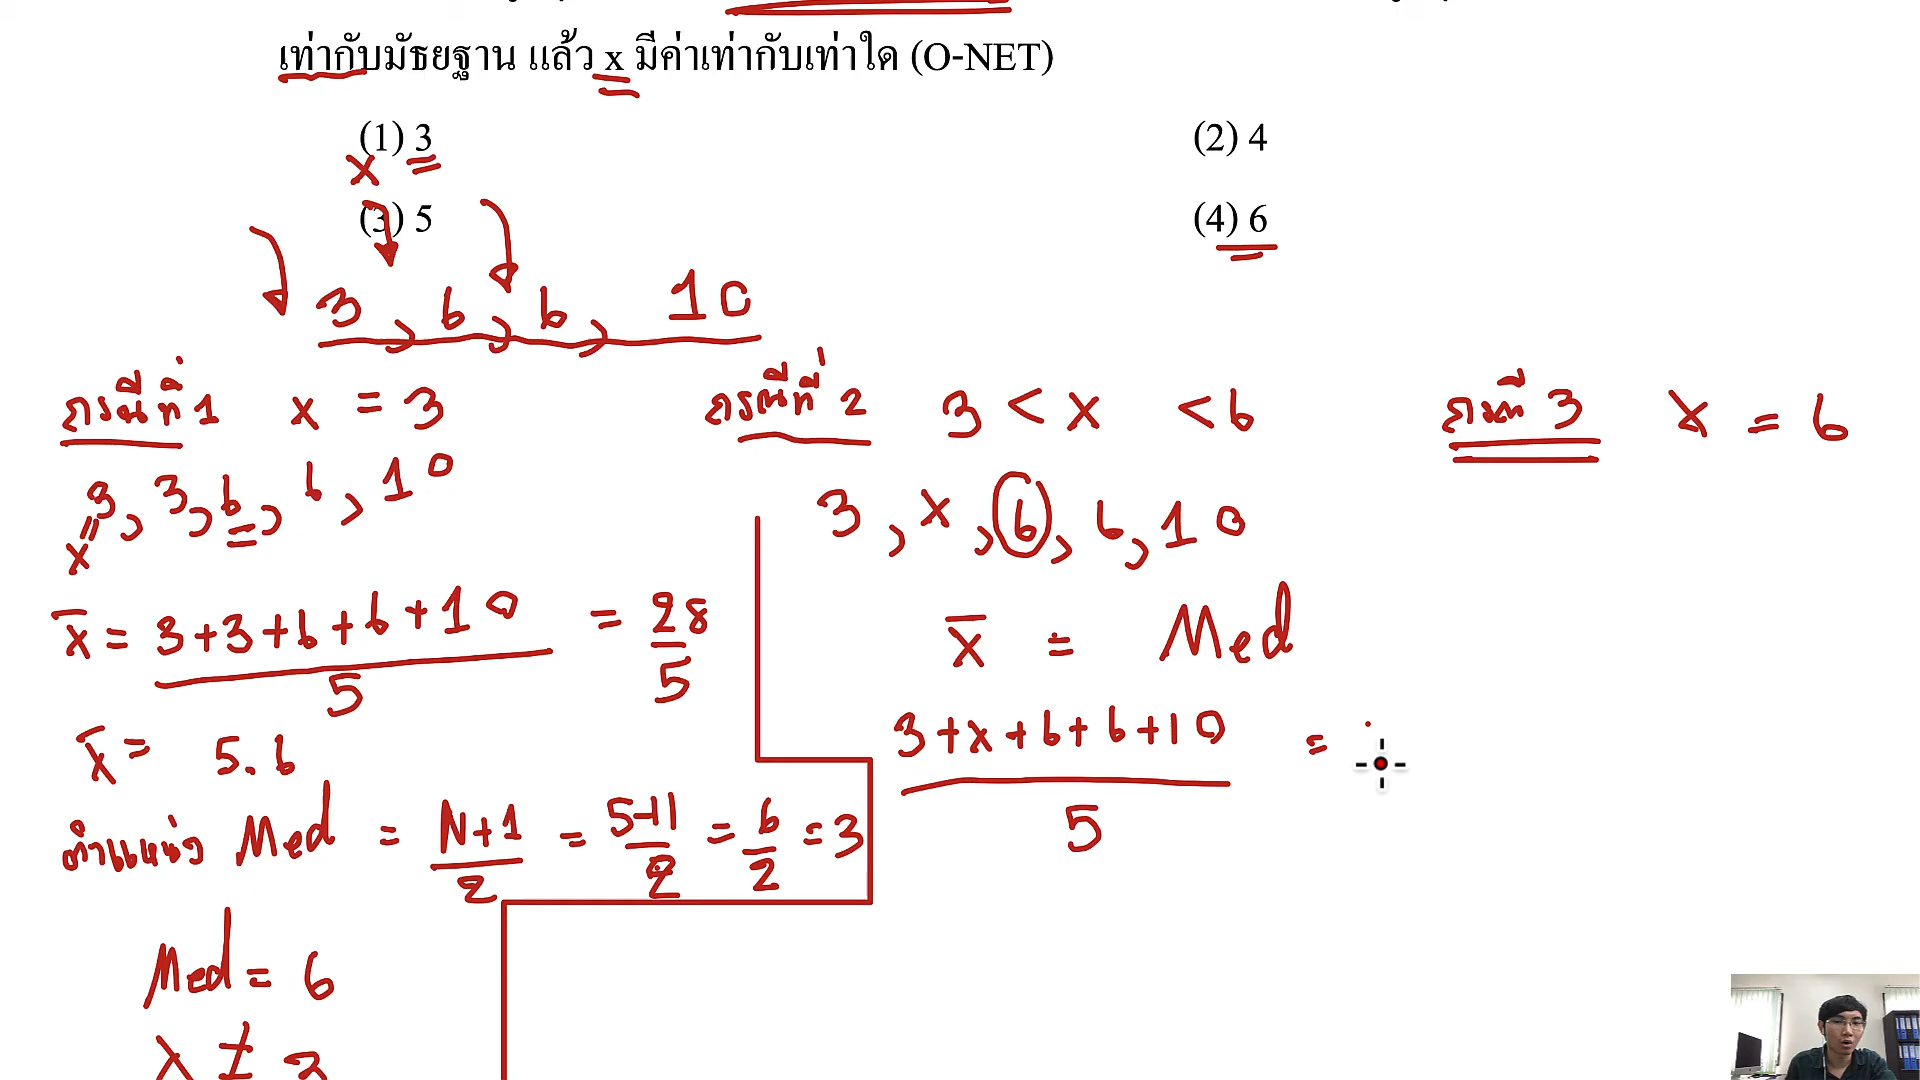 เท่ากับมัธยฐาน แล้ว x มีค่าเท่ากับเท่าใด (O-NET)
(1) 3
(2) 4
x
(3) 5
(4) 6
3 , 6 , 6 , 10
กรณีที่ 1 x = 3
กรณีที่ 2 3 < x < 6
กรณี 3 x = 6
3 , 3 , 6 , 6 , 10
x =
3 , x , 6 , 6 , 10
x̄ = 3+3+6+6+10 / 5 = 28 / 5
x̄ = Med
x̄ = 5.6
3+x+6+6+10 / 5 =
ตำแหน่ง Med = N+1 / 2 = 5+1 / 2 = 6 / 2 = 3
Med = 6
x ≠ 3